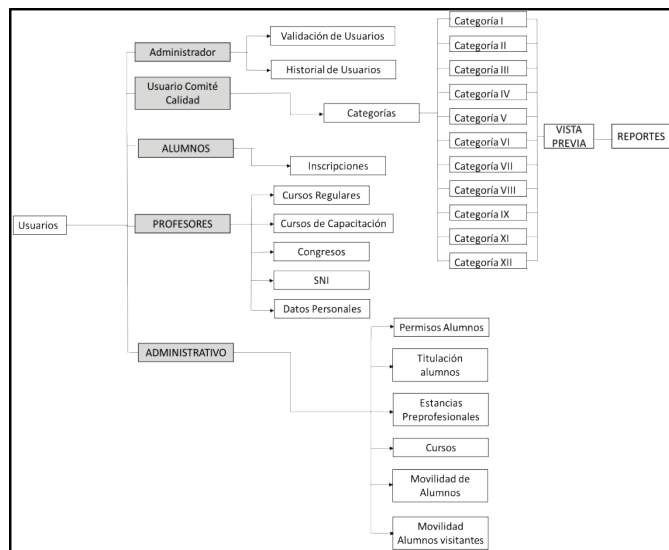 Usuarios
Administrador
Validación de Usuarios
Historial de Usuarios
Usuario Comité
Calidad
Categorías
Categoría I
Categoría II
Categoría III
Categoría IV
Categoría V
Categoría VI
Categoría VII
Categoría VIII
Categoría IX
Categoría XI
Categoría XII
VISTA
PREVIA
REPORTES
ALUMNOS
Inscripciones
PROFESORES
Cursos Regulares
Cursos de Capacitación
Congresos
SNI
Datos Personales
ADMINISTRATIVO
Permisos Alumnos
Titulación
alumnos
Estancias
Preprofesionales
Cursos
Movilidad de
Alumnos
Movilidad
Alumnos visitantes